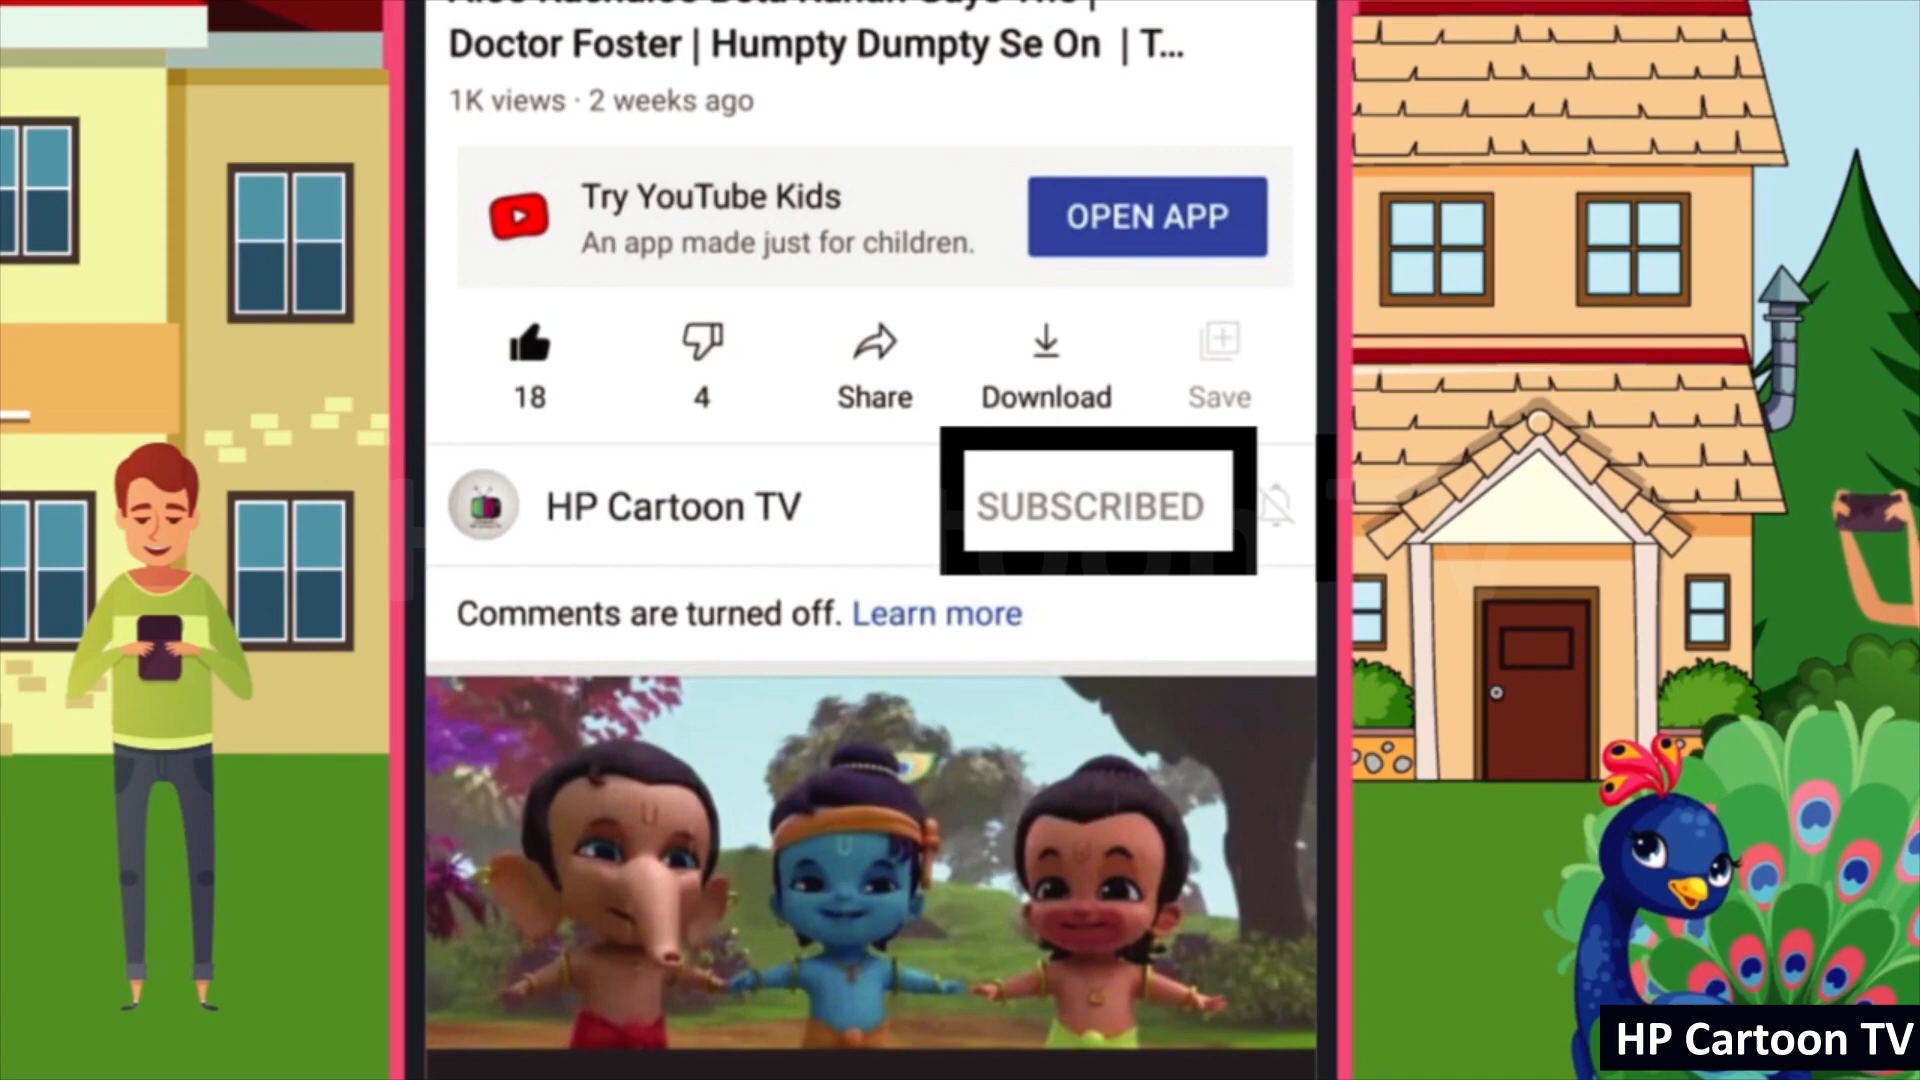 Doctor Foster | Humpty Dumpty Se On | T...
1K views · 2 weeks ago
Try YouTube Kids
An app made just for children.
OPEN APP
18
4
Share
Download
Save
HP Cartoon TV
SUBSCRIBED
Comments are turned off. Learn more
HP Cartoon TV